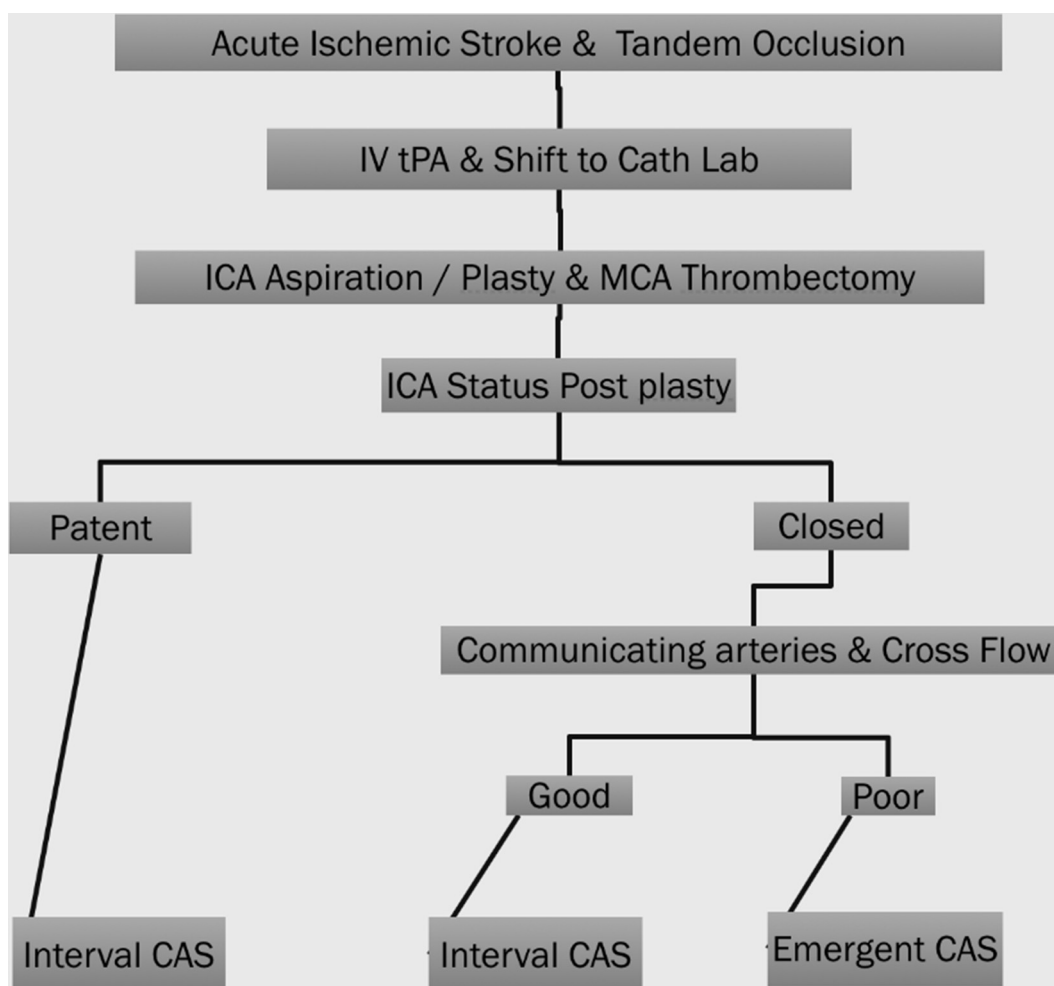 Acute Ischemic Stroke & Tandem Occlusion
IV tPA & Shift to Cath Lab
ICA Aspiration / Plasty & MCA Thrombectomy
ICA Status Post plasty
Patent
Closed
Communicating arteries & Cross Flow
Good
Poor
Interval CAS
Interval CAS
Emergent CAS